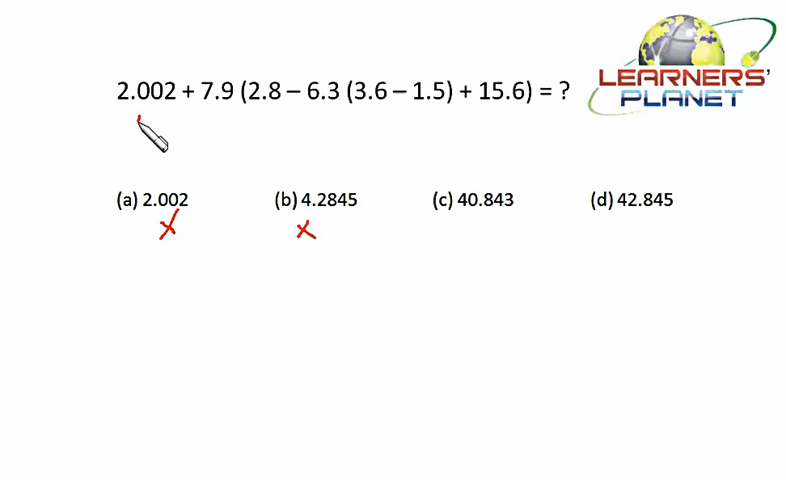 LEARNERS'
PLANET
2.002 + 7.9 (2.8 – 6.3 (3.6 – 1.5) + 15.6) = ?
(a) 2.002 (b) 4.2845 (c) 40.843 (d) 42.845